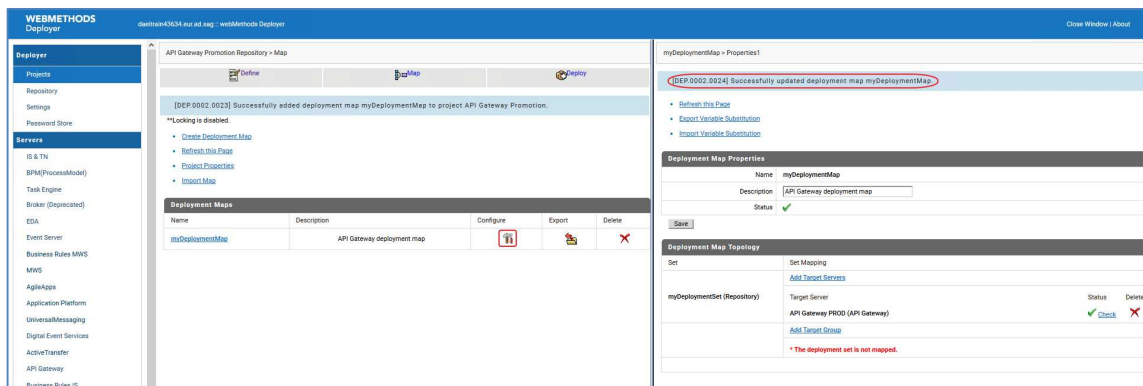 WEBMETHODS
Deployer
daeitrain43634.eur.ad.sag :: webMethods Deployer
Close Window | About
Deployer
Projects
Repository
Settings
Password Store
Servers
IS & TN
BPM(ProcessModel)
Task Engine
Broker (Deprecated)
EDA
Event Server
Business Rules MWS
MWS
AgileApps
Application Platform
UniversalMessaging
Digital Event Services
ActiveTransfer
API Gateway
Business Rules IS
API Gateway Promotion Repository > Map
Define
Map
Deploy
[DEP.0002.0023] Successfully added deployment map myDeploymentMap to project API Gateway Promotion.
**Locking is disabled.
Create Deployment Map
Refresh this Page
Project Properties
Import Map
Deployment Maps
Name Description Configure Export Delete
myDeploymentMap API Gateway deployment map
myDeploymentMap > Properties1
[DEP.0002.0024] Successfully updated deployment map myDeploymentMap.
Refresh this Page
Export Variable Substitution
Import Variable Substitution
Deployment Map Properties
Name myDeploymentMap
Description API Gateway deployment map
Status
Save
Deployment Map Topology
Set Set Mapping
Add Target Servers
myDeploymentSet (Repository) Target Server Status Delete
API Gateway PROD (API Gateway) Check
Add Target Group
* The deployment set is not mapped.